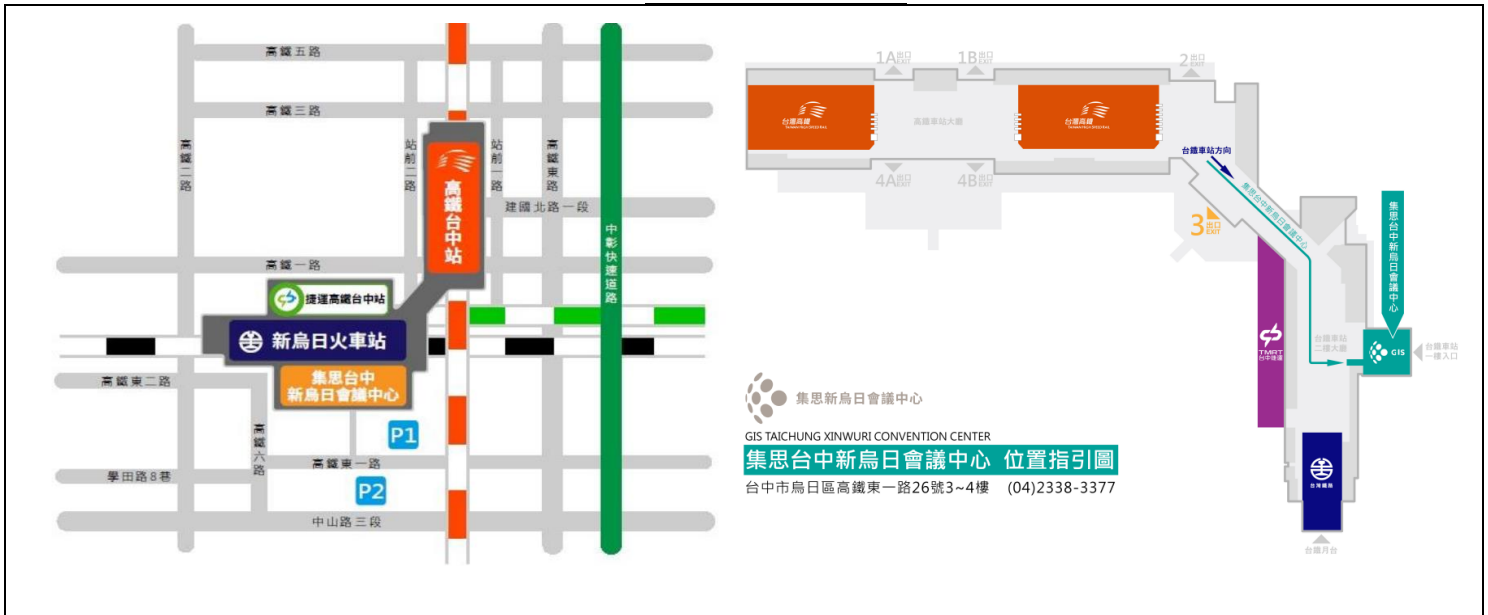 高鐵五路
高鐵三路
高鐵二路
站前二路
站前一路
高鐵東路
高鐵台中站
建國北路一段
中彰快速道路
高鐵一路
捷運高鐵台中站
新烏日火車站
集思台中
新烏日會議中心
高鐵東二路
高鐵六路
P1
高鐵東一路
學田路8巷
P2
中山路三段
1A出口
EXIT
1B出口
EXIT
2出口
EXIT
台灣高鐵
TAIWAN HIGH SPEED RAIL
高鐵車站大廳
台灣高鐵
TAIWAN HIGH SPEED RAIL
4A出口
EXIT
4B出口
EXIT
台鐵車站方向
集思台中新烏日會議中心
3出口
EXIT
集思台中新烏日會議中心
TMRT
台中捷運
台鐵車站
二樓大廳
GIS
台鐵車站
一樓入口
台灣鐵路
台鐵月台
集思新烏日會議中心
GIS TAICHUNG XINWURI CONVENTION CENTER
集思台中新烏日會議中心 位置指引圖
台中市烏日區高鐵東一路26號3~4樓 (04)2338-3377